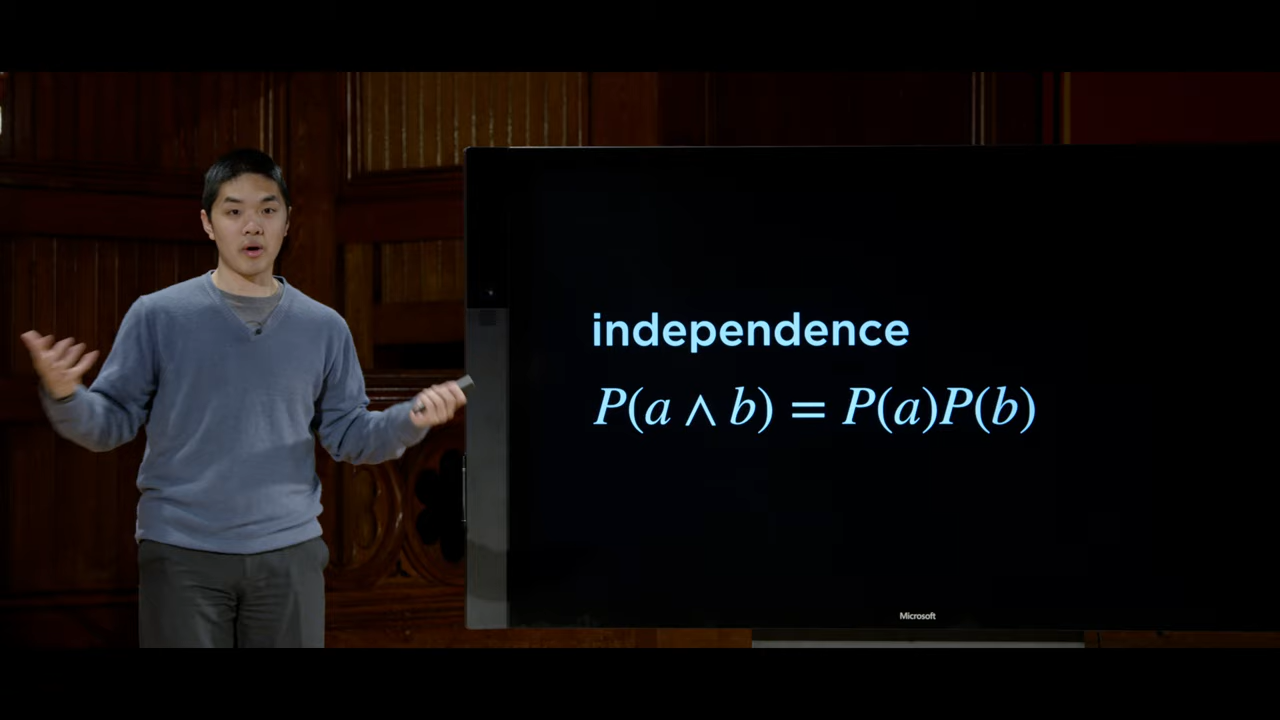 independence
P(a ∧ b) = P(a)P(b)
Microsoft